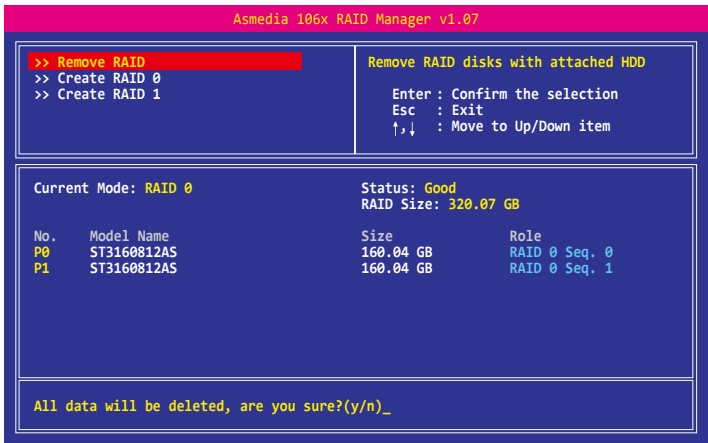 Asmedia 106x RAID Manager v1.07
>> Remove RAID
>> Create RAID 0
>> Create RAID 1
Remove RAID disks with attached HDD
Enter : Confirm the selection
Esc : Exit
↑,↓ : Move to Up/Down item
Current Mode: RAID 0
Status: Good
RAID Size: 320.07 GB
No. Model Name Size Role
P0 ST3160812AS 160.04 GB RAID 0 Seq. 0
P1 ST3160812AS 160.04 GB RAID 0 Seq. 1
All data will be deleted, are you sure?(y/n)_